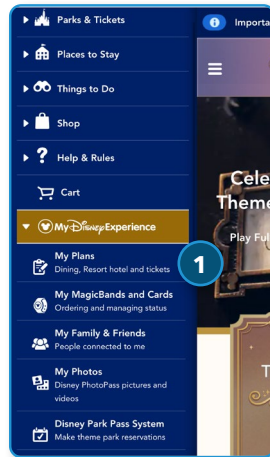 Parks & Tickets
Importa
Places to Stay
Things to Do
Shop
Help & Rules
Cele
Cart
Theme
My Disney Experience
Play Ful
My Plans
Dining, Resort hotel and tickets
1
My MagicBands and Cards
Ordering and managing status
My Family & Friends
People connected to me
My Photos
T
Disney PhotoPass pictures and
videos
Disney Park Pass System
Make theme park reservations